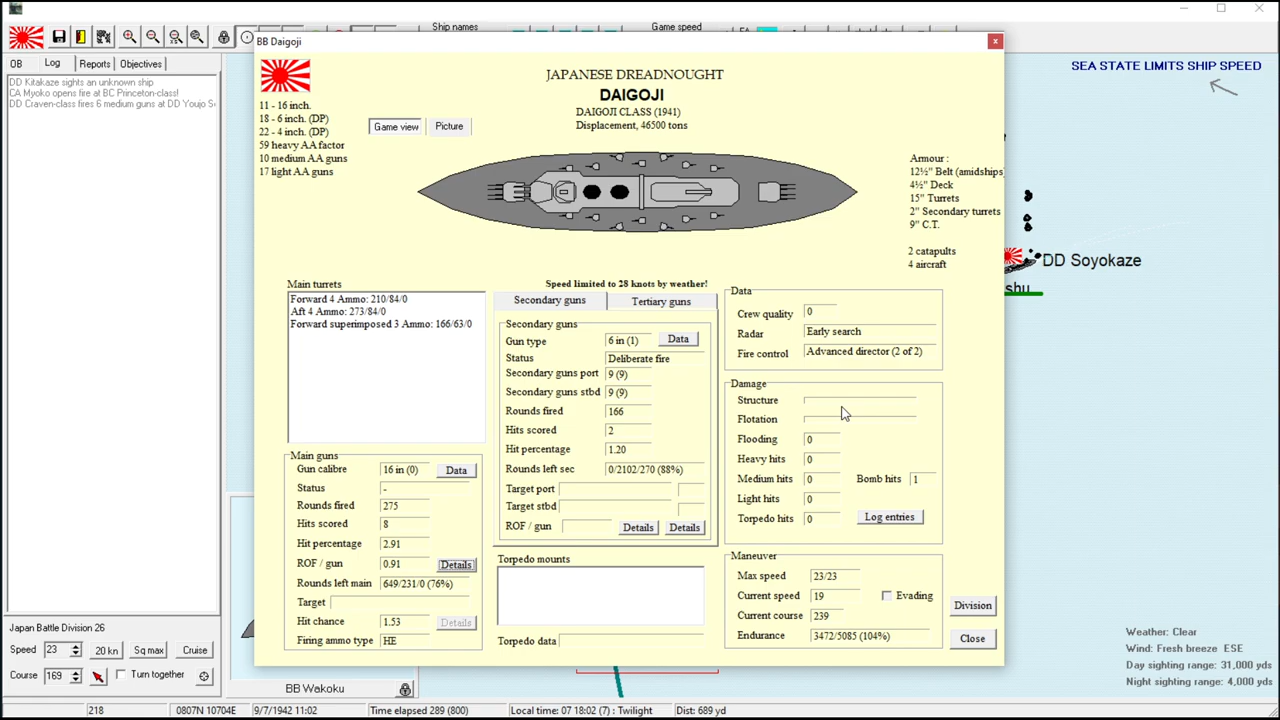 Ship names
Game speed
BB Daigoji
OB
Log
Reports
Objectives
DD Kitakaze sights an unknown ship
CA Myoko opens fire at BC Princeton-class!
DD Craven-class fires 6 medium guns at DD Youjo S
SEA STATE LIMITS SHIP SPEED
JAPANESE DREADNOUGHT
DAIGOJI
DAIGOJI CLASS (1941)
Displacement, 46500 tons
11 - 16 inch.
18 - 6 inch. (DP)
22 - 4 inch. (DP)
59 heavy AA factor
10 medium AA guns
17 light AA guns
Game view
Picture
Armour :
12½" Belt (amidships)
4½" Deck
15" Turrets
2" Secondary turrets
9" C.T.
2 catapults
4 aircraft
DD Soyokaze
shu
Speed limited to 28 knots by weather!
Main turrets
Forward 4 Ammo: 210/84/0
Aft 4 Ammo: 273/84/0
Forward superimposed 3 Ammo: 166/63/0
Secondary guns
Tertiary guns
Secondary guns
Gun type 6 in (1) Data
Status Deliberate fire
Secondary guns port 9 (9)
Secondary guns stbd 9 (9)
Rounds fired 166
Hits scored 2
Hit percentage 1.20
Rounds left sec 0/2102/270 (88%)
Target port
Target stbd
ROF / gun Details Details
Data
Crew quality 0
Radar Early search
Fire control Advanced director (2 of 2)
Damage
Structure
Flotation
Flooding 0
Heavy hits 0
Medium hits 0 Bomb hits 1
Light hits 0
Torpedo hits 0 Log entries
Main guns
Gun calibre 16 in (0) Data
Status -
Rounds fired 275
Hits scored 8
Hit percentage 2.91
ROF / gun 0.91 Details
Rounds left main 649/231/0 (76%)
Target
Hit chance 1.53 Details
Firing ammo type HE
Torpedo mounts
Torpedo data
Maneuver
Max speed 23/23
Current speed 19 Evading
Current course 239
Endurance 3472/5085 (104%)
Division
Close
Japan Battle Division 26
Speed 23 20 kn Sq max Cruise
Course 169 Turn together
BB Wakoku
Weather: Clear
Wind: Fresh breeze ESE
Day sighting range: 31,000 yds
Night sighting range: 4,000 yds
218 0807N 10704E 9/7/1942 11:02 Time elapsed 289 (800) Local time: 07 18:02 (7) : Twilight Dist: 689 yd